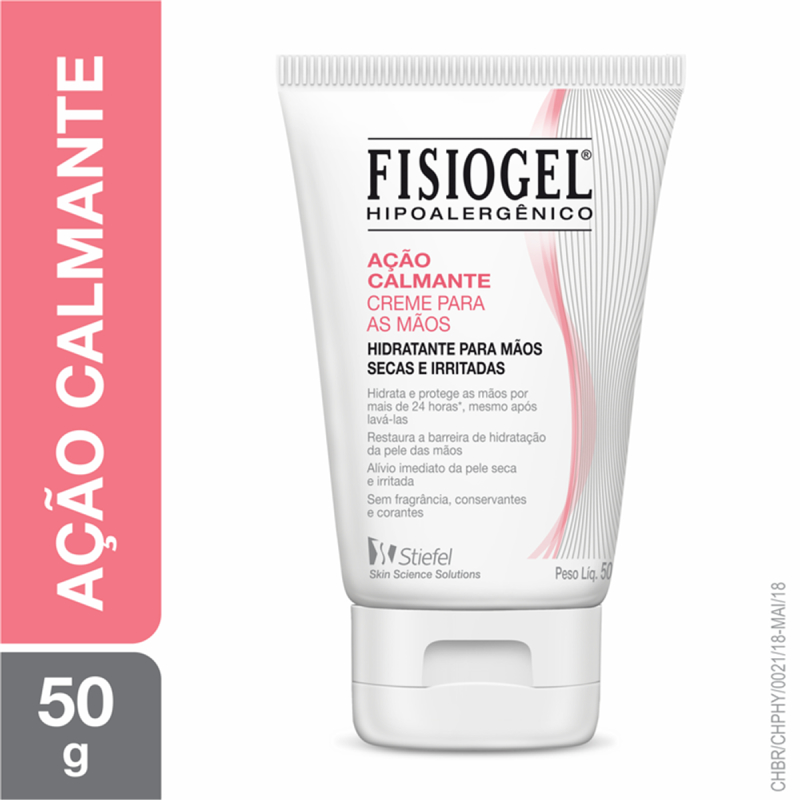 AÇÃO CALMANTE
50
g
FISIOGEL®
HIPOALERGÊNICO
AÇÃO
CALMANTE
CREME PARA
AS MÃOS
HIDRATANTE PARA MÃOS
SECAS E IRRITADAS
Hidrata e protege as mãos por
mais de 24 horas*, mesmo após
lavá-las
Restaura a barreira de hidratação
da pele das mãos
Alívio imediato da pele seca
e irritada
Sem fragrância, conservantes
e corantes
Stiefel
Skin Science Solutions
Peso Líq. 50
CHBR/CHPHY/0021/18-MAI/18